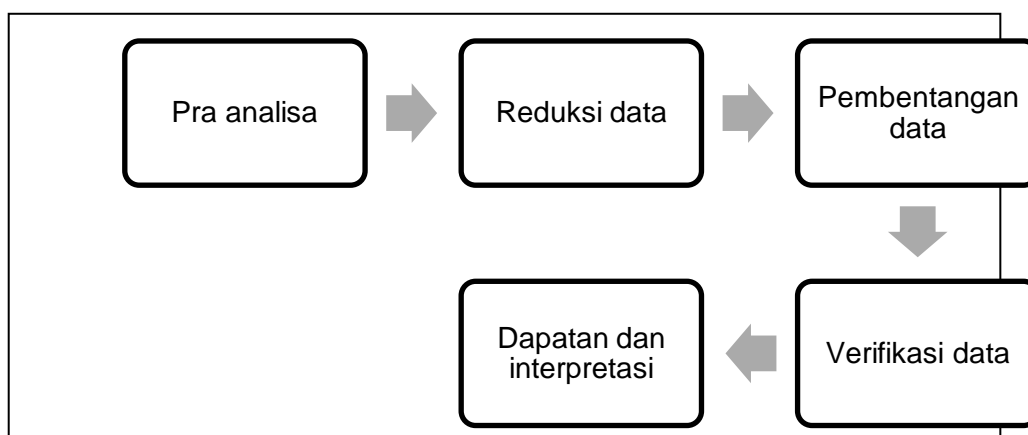 Pra analisa
Reduksi data
Pembentangan
data
Verifikasi data
Dapatan dan
interpretasi